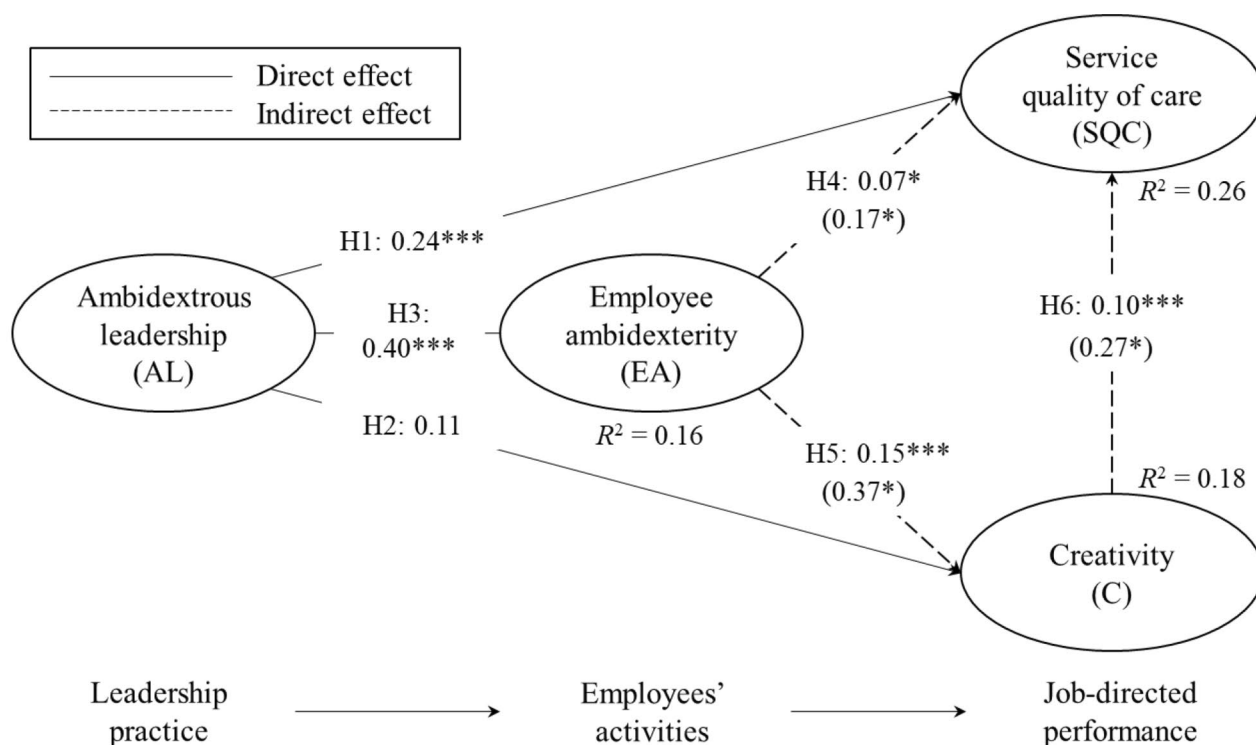 Direct effect
Indirect effect
Service
quality of care
(SQC)
R² = 0.26
H4: 0.07*
(0.17*)
H1: 0.24***
Ambidextrous
leadership
(AL)
H3:
0.40***
Employee
ambidexterity
(EA)
R² = 0.16
H6: 0.10***
(0.27*)
H2: 0.11
H5: 0.15***
(0.37*)
R² = 0.18
Creativity
(C)
Leadership
practice
Employees’
activities
Job-directed
performance